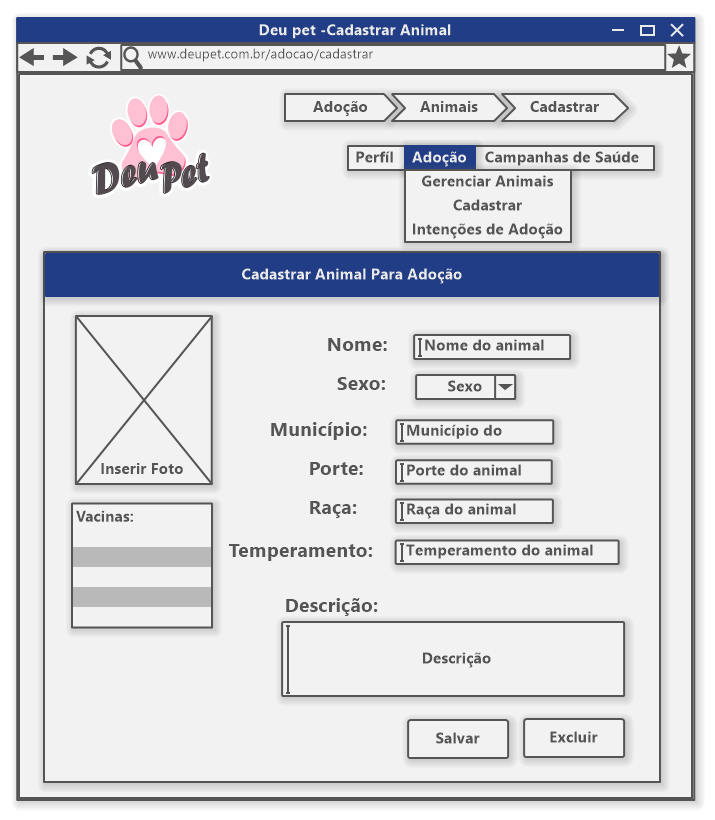 Deu pet -Cadastrar Animal
www.deupet.com.br/adocao/cadastrar
Adoção Animais Cadastrar
Deu Pet
Perfíl Adoção Campanhas de Saúde
Gerenciar Animais
Cadastrar
Intenções de Adoção
Cadastrar Animal Para Adoção
Inserir Foto
Vacinas:
Nome: Nome do animal
Sexo: Sexo
Município: Município do
Porte: Porte do animal
Raça: Raça do animal
Temperamento: Temperamento do animal
Descrição:
Descrição
Salvar Excluir